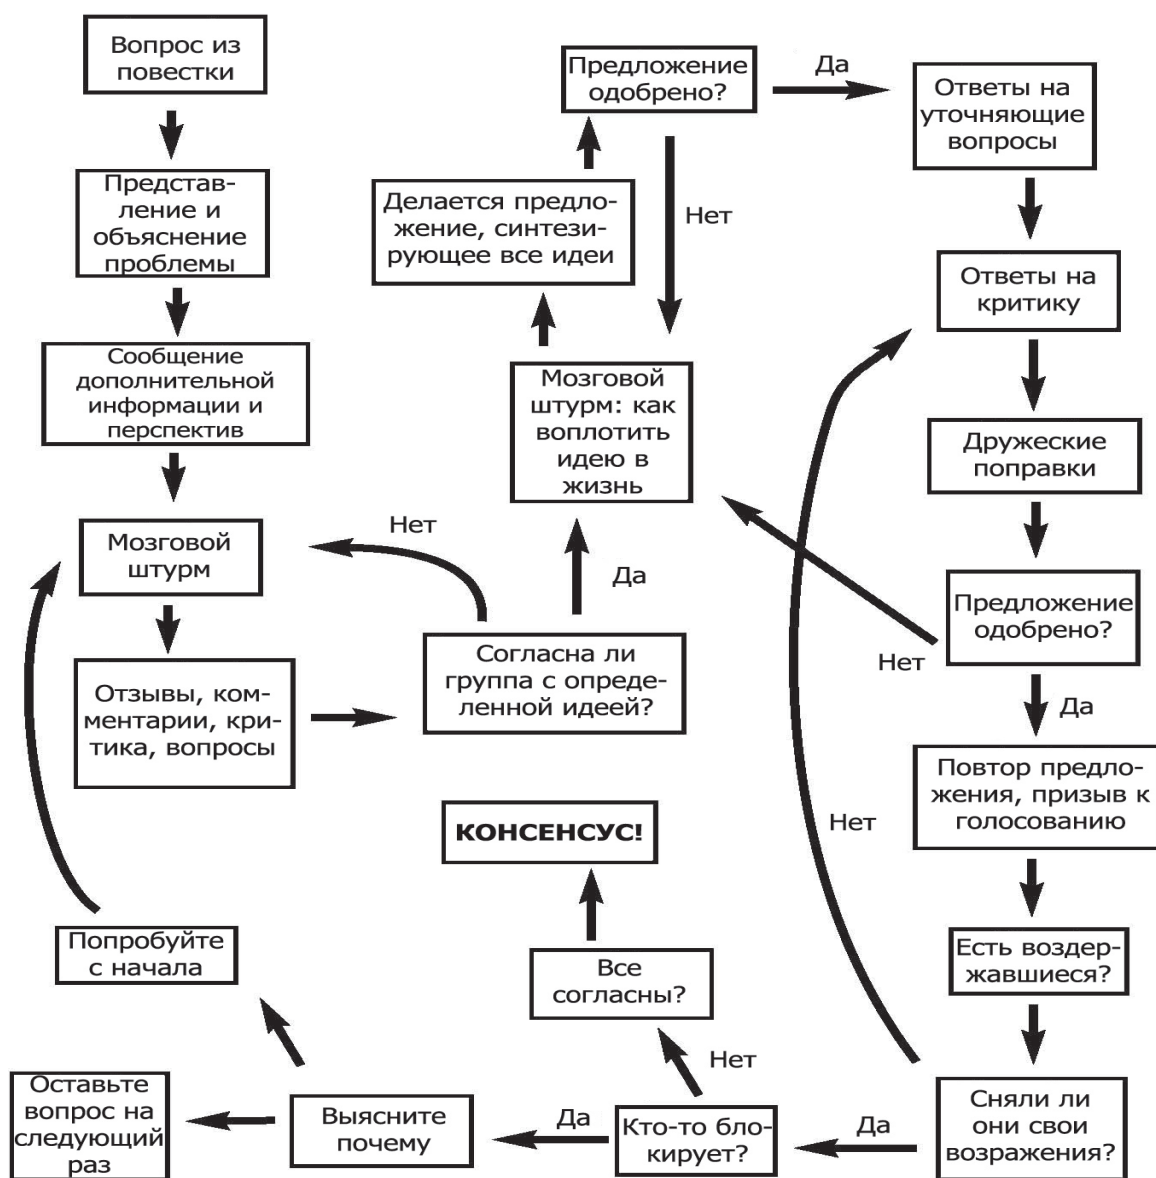 Вопрос из
повестки
Представ-
ление и
объяснение
проблемы
Сообщение
дополнительной
информации и
перспектив
Мозговой
штурм
Отзывы, ком-
ментарии, кри-
тика, вопросы
Согласна ли
группа с опреде-
ленной идеей?
Нет
Да
Мозговой
штурм: как
воплотить
идею в
жизнь
Делается предло-
жение, синтези-
рующее все идеи
Предложение
одобрено?
Нет
Да
Ответы на
уточняющие
вопросы
Ответы на
критику
Дружеские
поправки
Предложение
одобрено?
Нет
Да
Повтор предло-
жения, призыв к
голосованию
Есть воздер-
жавшиеся?
Сняли ли
они свои
возражения?
Нет
Да
Кто-то бло-
кирует?
Нет
Все
согласны?
КОНСЕНСУС!
Да
Выясните
почему
Попробуйте
с начала
Оставьте
вопрос на
следующий
раз